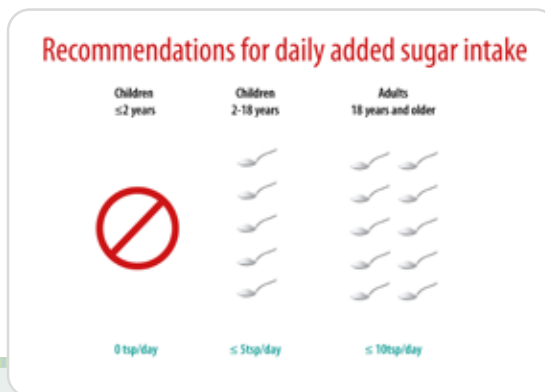 Recommendations for daily added sugar intake
Children
≤2 years
Children
2-18 years
Adults
18 years and older
0 tsp/day
≤ 5tsp/day
≤ 10tsp/day